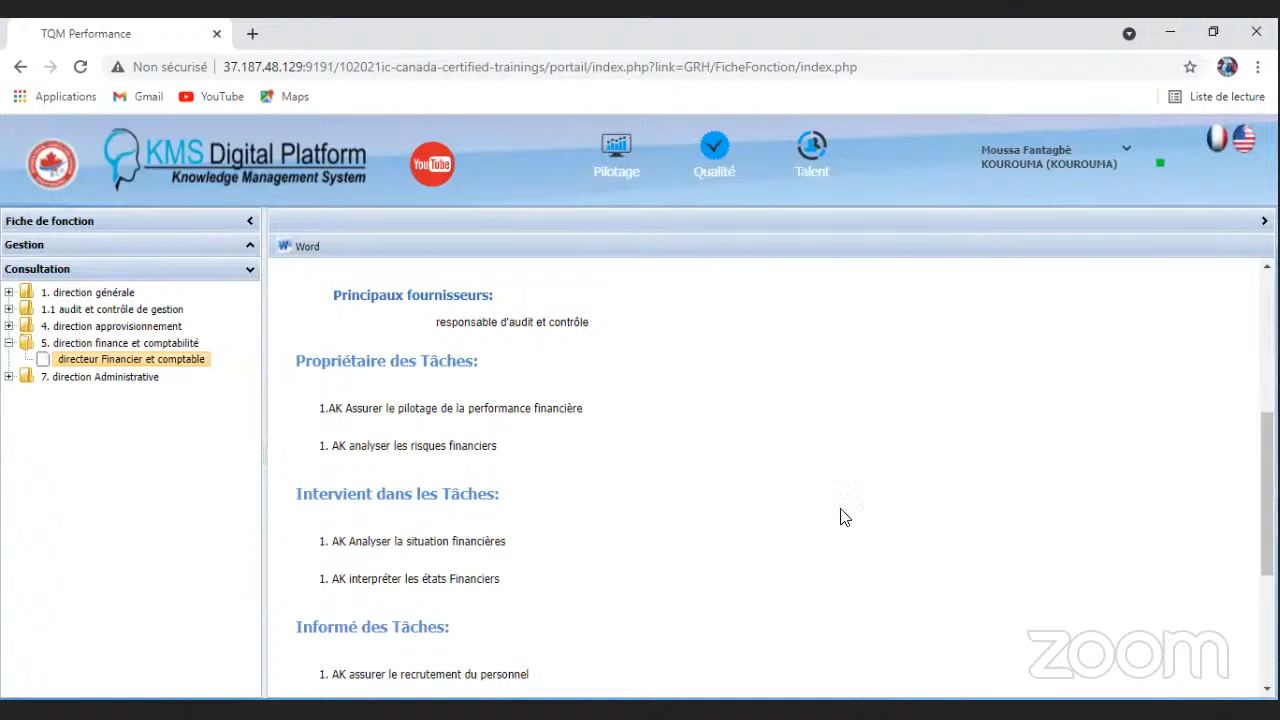 TQM Performance
Non sécurisé
37.187.48.129:9191/102021ic-canada-certified-trainings/portail/index.php?link=GRH/FicheFonction/index.php
Applications
Gmail
YouTube
Maps
Liste de lecture
KMS Digital Platform
Knowledge Management System
YouTube
Pilotage
Qualité
Talent
Moussa Fantagbè
KOUROUMA (KOUROUMA)
Fiche de fonction
Gestion
Consultation
1. direction générale
1.1 audit et contrôle de gestion
4. direction approvisionnement
5. direction finance et comptabilité
directeur Financier et comptable
7. direction Administrative
Word
Principaux fournisseurs:
responsable d'audit et contrôle
Propriétaire des Tâches:
1.AK Assurer le pilotage de la performance financière
1. AK analyser les risques financiers
Intervient dans les Tâches:
1. AK Analyser la situation financières
1. AK interpréter les états Financiers
Informé des Tâches:
1. AK assurer le recrutement du personnel
zoom